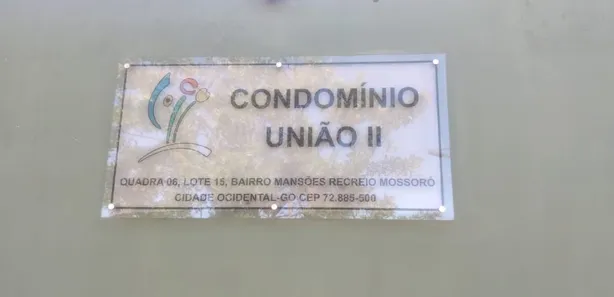 CONDOMÍNIO
UNIÃO II
QUADRA 06, LOTE 15, BAIRRO MANSÕES RECREIO MOSSORÓ
CIDADE OCIDENTAL-GO CEP 72.885-500